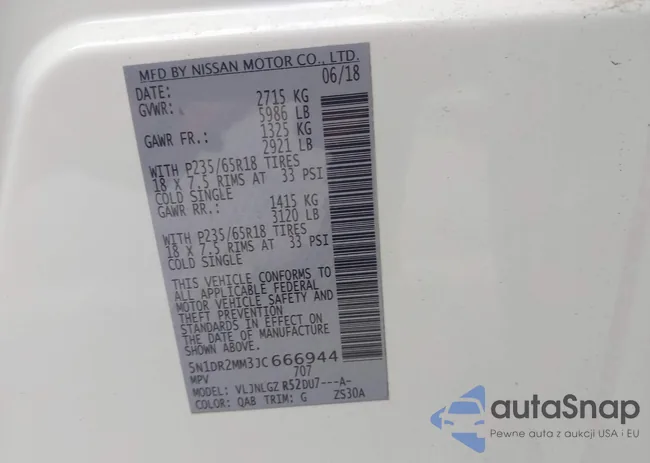 MFD BY NISSAN MOTOR CO., LTD.
DATE: 06/18
GVWR: 2715 KG
5986 LB
GAWR FR.: 1325 KG
2921 LB
WITH P235/65R18 TIRES
18 X 7.5 RIMS AT 33 PSI
COLD SINGLE
GAWR RR.: 1415 KG
3120 LB
WITH P235/65R18 TIRES
18 X 7.5 RIMS AT 33 PSI
COLD SINGLE
THIS VEHICLE CONFORMS TO
ALL APPLICABLE FEDERAL
MOTOR VEHICLE SAFETY AND
THEFT PREVENTION
STANDARDS IN EFFECT ON
THE DATE OF MANUFACTURE
SHOWN ABOVE.
5N1DR2MM3JC666944
MPV 707
MODEL: VLJNLGZ R52DU7---A-
COLOR: QAB TRIM: G ZS30A
autaSnap
Pewne auta z aukcji USA i EU